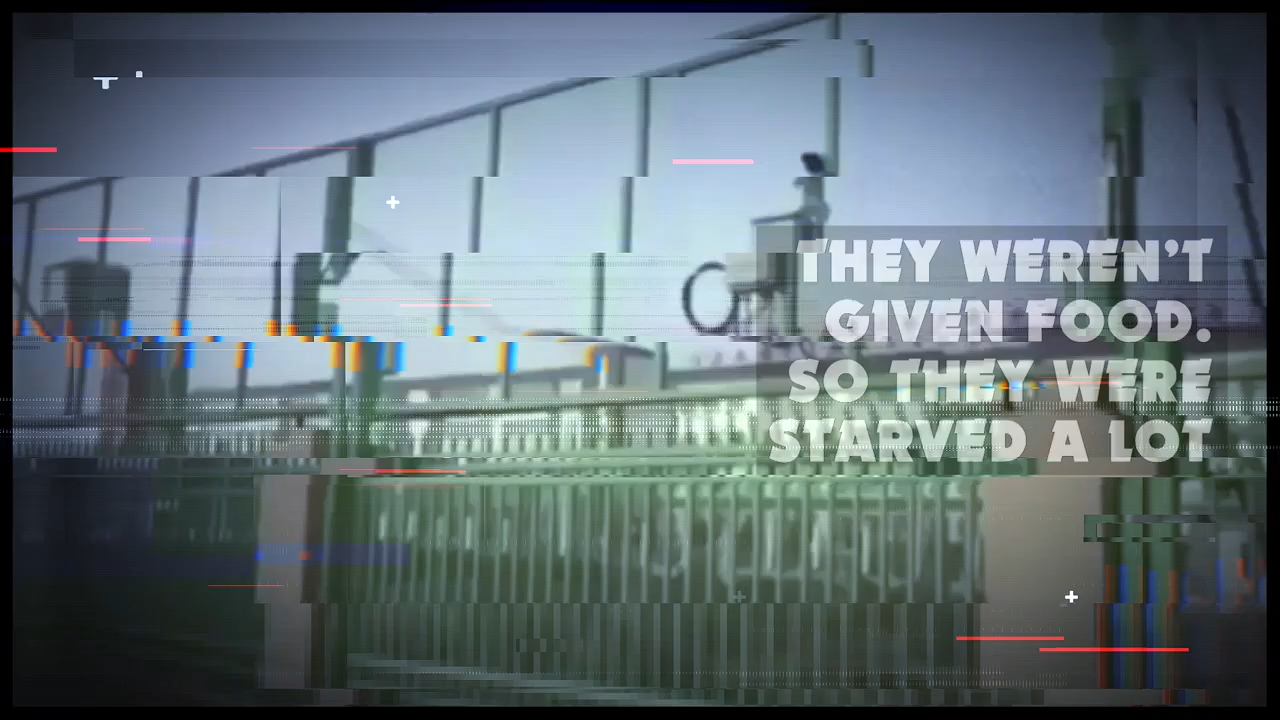 THEY WEREN'T
GIVEN FOOD.
SO THEY WERE
STARVED A LOT